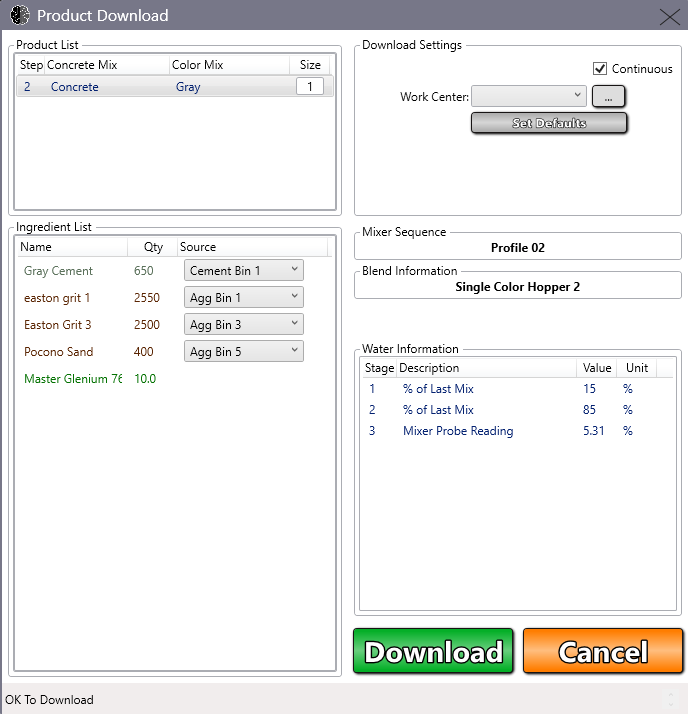 Product Download
Product List
Step Concrete Mix Color Mix Size
2 Concrete Gray 1
Ingredient List
Name Qty Source
Gray Cement 650 Cement Bin 1
easton grit 1 2550 Agg Bin 1
Easton Grit 3 2500 Agg Bin 3
Pocono Sand 400 Agg Bin 5
Master Glenium 76 10.0
Download Settings
Continuous
Work Center: ...
Set Defaults
Mixer Sequence
Profile 02
Blend Information
Single Color Hopper 2
Water Information
Stage Description Value Unit
1 % of Last Mix 15 %
2 % of Last Mix 85 %
3 Mixer Probe Reading 5.31 %
Download Cancel
OK To Download